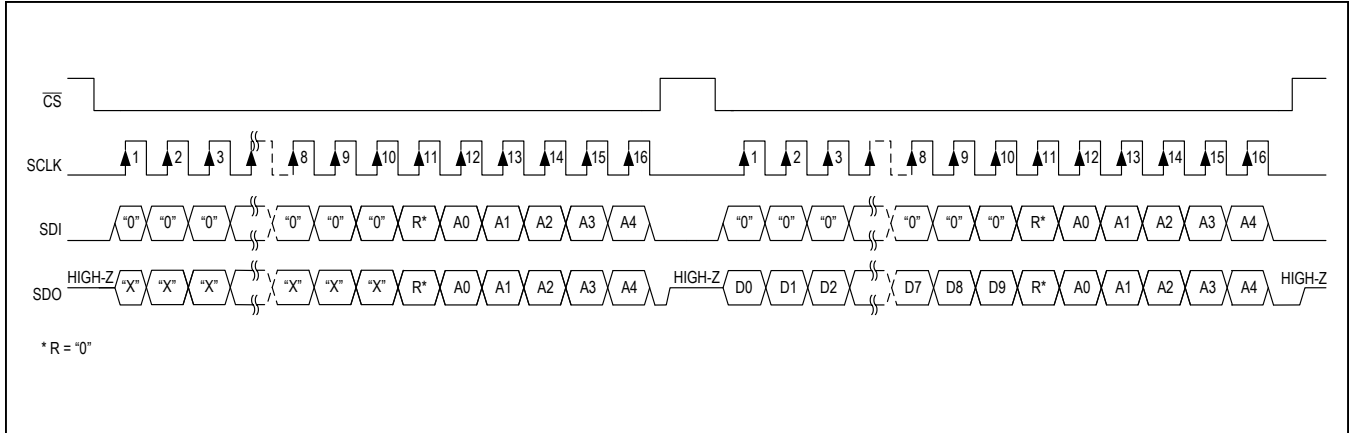 CS
SCLK 1 2 3 8 9 10 11 12 13 14 15 16 1 2 3 8 9 10 11 12 13 14 15 16
SDI “0” “0” “0” “0” “0” “0” R* A0 A1 A2 A3 A4 “0” “0” “0” “0” “0” “0” R* A0 A1 A2 A3 A4
SDO HIGH-Z “X” “X” “X” “X” “X” “X” R* A0 A1 A2 A3 A4 HIGH-Z D0 D1 D2 D7 D8 D9 R* A0 A1 A2 A3 A4 HIGH-Z
* R = “0”